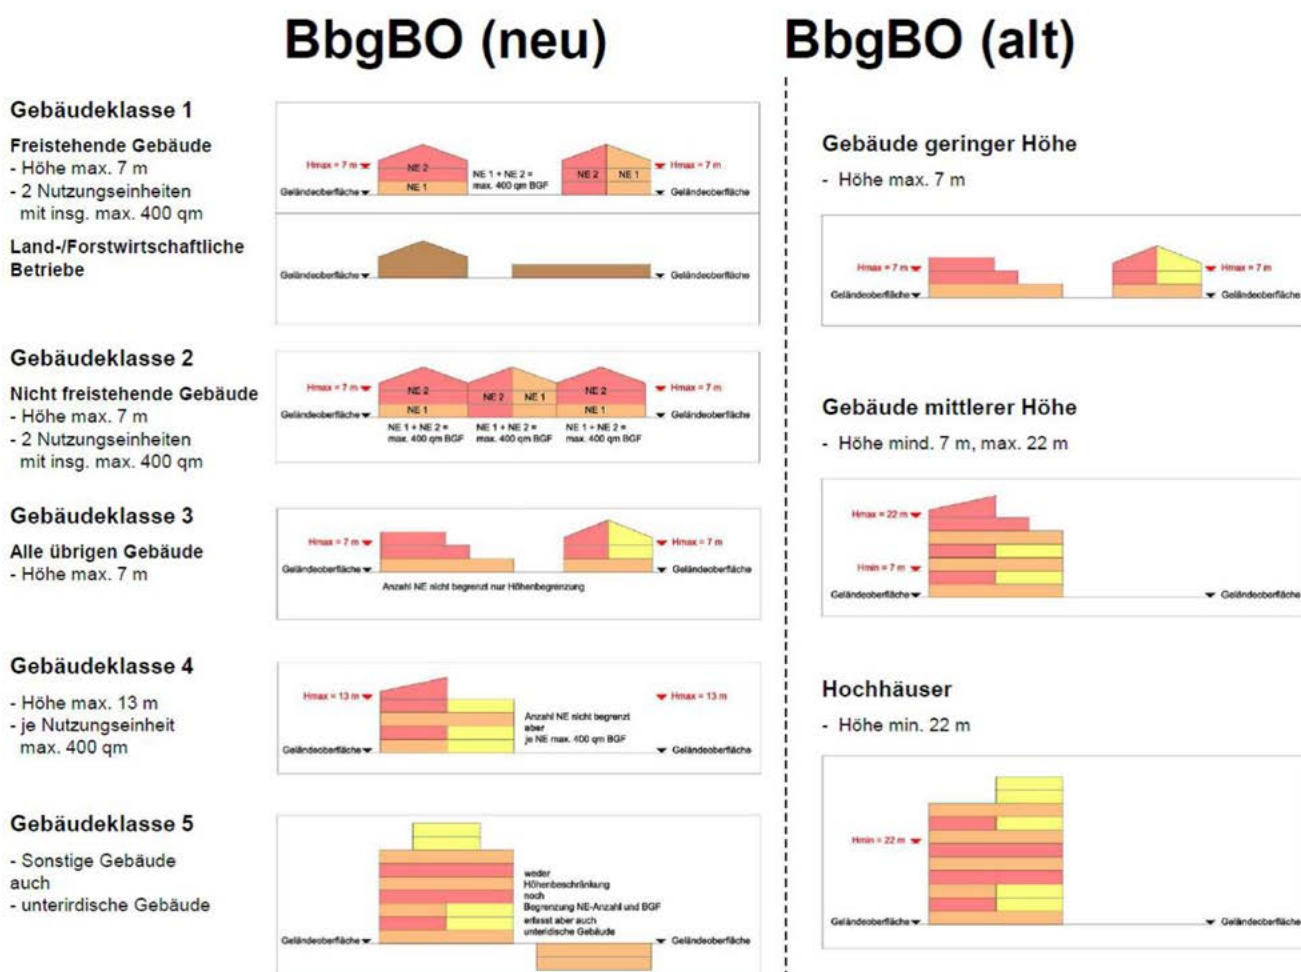 BbgBO (neu)
BbgBO (alt)
Gebäudeklasse 1
Freistehende Gebäude
- Höhe max. 7 m
- 2 Nutzungseinheiten
mit insg. max. 400 qm
Land-/Forstwirtschaftliche
Betriebe
Hmax = 7 m
NE 2
NE 1
NE 1 + NE 2 =
max. 400 qm BGF
NE 2
NE 1
Hmax = 7 m
Geländeoberfläche
Geländeoberfläche
Geländeoberfläche
Geländeoberfläche
Gebäudeklasse 2
Nicht freistehende Gebäude
- Höhe max. 7 m
- 2 Nutzungseinheiten
mit insg. max. 400 qm
Hmax = 7 m
NE 2
NE 1
NE 2
NE 1
NE 2
NE 1
Hmax = 7 m
Geländeoberfläche
Geländeoberfläche
NE 1 + NE 2 =
max. 400 qm BGF
NE 1 + NE 2 =
max. 400 qm BGF
NE 1 + NE 2 =
max. 400 qm BGF
Gebäudeklasse 3
Alle übrigen Gebäude
- Höhe max. 7 m
Hmax = 7 m
Hmax = 7 m
Geländeoberfläche
Geländeoberfläche
Anzahl NE nicht begrenzt nur Höhenbegrenzung
Gebäudeklasse 4
- Höhe max. 13 m
- je Nutzungseinheit
max. 400 qm
Hmax = 13 m
Hmax = 13 m
Anzahl NE nicht begrenzt
aber
je NE max. 400 qm BGF
Geländeoberfläche
Geländeoberfläche
Gebäudeklasse 5
- Sonstige Gebäude
auch
- unterirdische Gebäude
weder
Höhenbeschränkung
noch
Begrenzung NE-Anzahl und BGF
erfasst aber auch
unteridische Gebäude
Geländeoberfläche
Geländeoberfläche
Gebäude geringer Höhe
- Höhe max. 7 m
Hmax = 7 m
Hmax = 7 m
Geländeoberfläche
Geländeoberfläche
Gebäude mittlerer Höhe
- Höhe mind. 7 m, max. 22 m
Hmax = 22 m
Hmin = 7 m
Geländeoberfläche
Geländeoberfläche
Hochhäuser
- Höhe min. 22 m
Hmin = 22 m
Geländeoberfläche
Geländeoberfläche